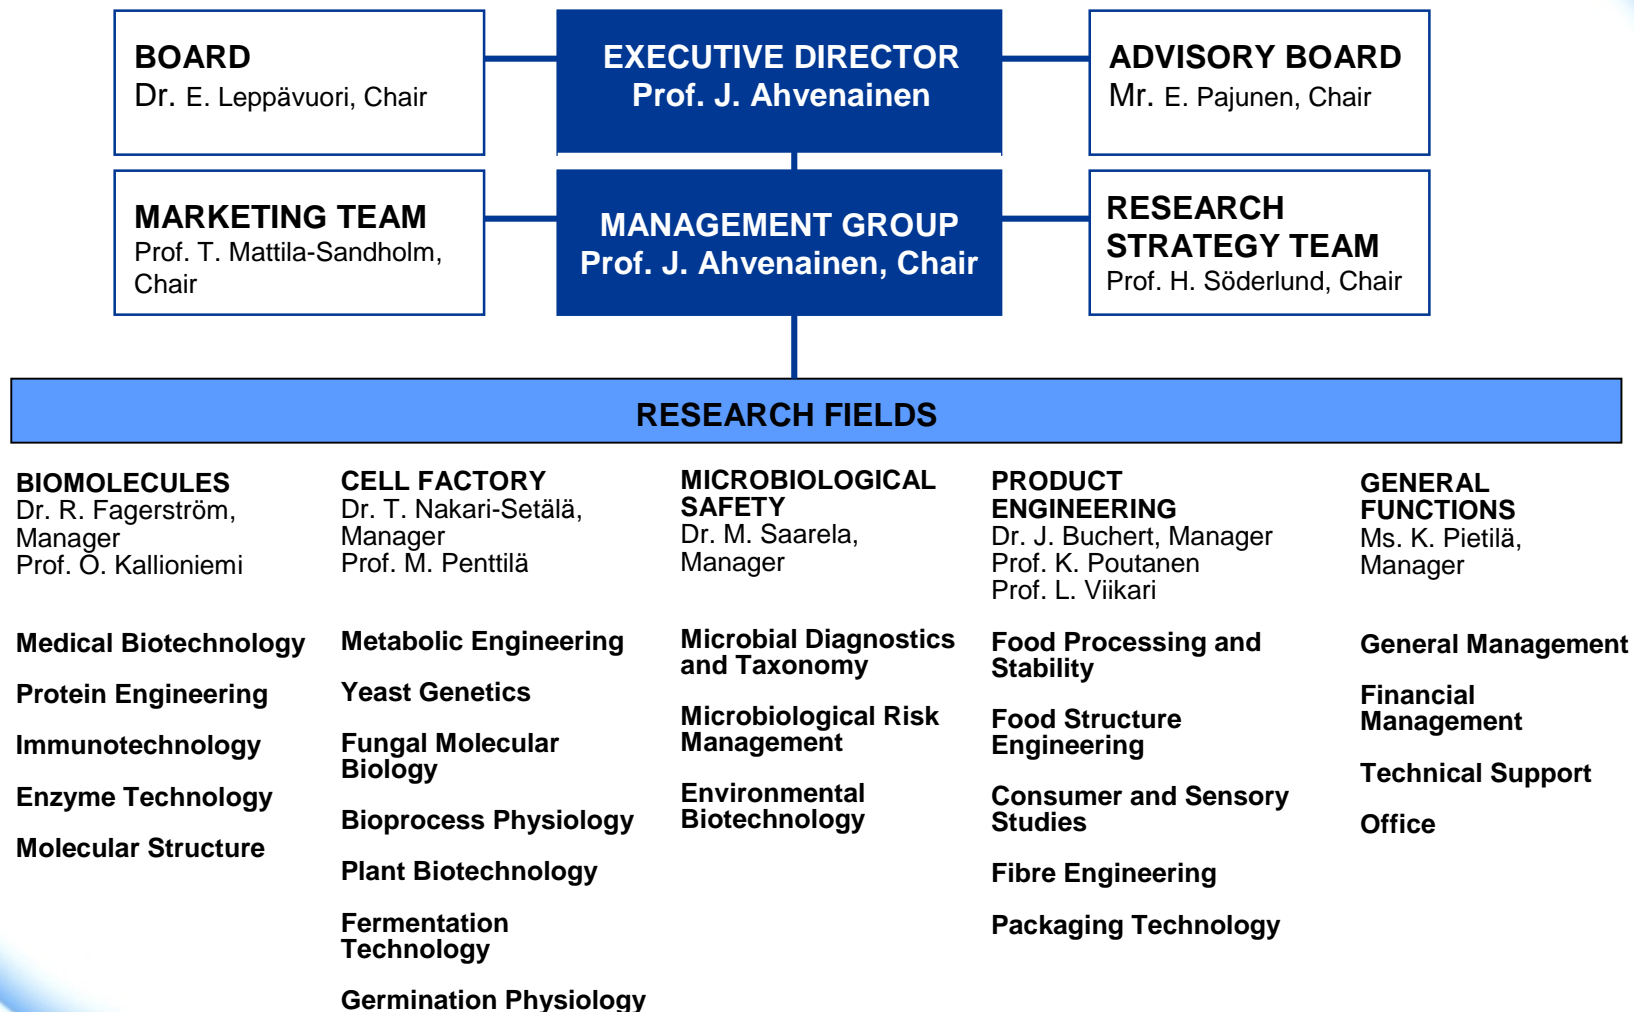 BOARD
Dr. E. Leppävuori, Chair
EXECUTIVE DIRECTOR
Prof. J. Ahvenainen
ADVISORY BOARD
Mr. E. Pajunen, Chair
MARKETING TEAM
Prof. T. Mattila-Sandholm,
Chair
MANAGEMENT GROUP
Prof. J. Ahvenainen, Chair
RESEARCH
STRATEGY TEAM
Prof. H. Söderlund, Chair
RESEARCH FIELDS
BIOMOLECULES
Dr. R. Fagerström,
Manager
Prof. O. Kallioniemi
Medical Biotechnology
Protein Engineering
Immunotechnology
Enzyme Technology
Molecular Structure
CELL FACTORY
Dr. T. Nakari-Setälä,
Manager
Prof. M. Penttilä
Metabolic Engineering
Yeast Genetics
Fungal Molecular
Biology
Bioprocess Physiology
Plant Biotechnology
Fermentation
Technology
Germination Physiology
MICROBIOLOGICAL
SAFETY
Dr. M. Saarela,
Manager
Microbial Diagnostics
and Taxonomy
Microbiological Risk
Management
Environmental
Biotechnology
PRODUCT
ENGINEERING
Dr. J. Buchert, Manager
Prof. K. Poutanen
Prof. L. Viikari
Food Processing and
Stability
Food Structure
Engineering
Consumer and Sensory
Studies
Fibre Engineering
Packaging Technology
GENERAL
FUNCTIONS
Ms. K. Pietilä,
Manager
General Management
Financial
Management
Technical Support
Office